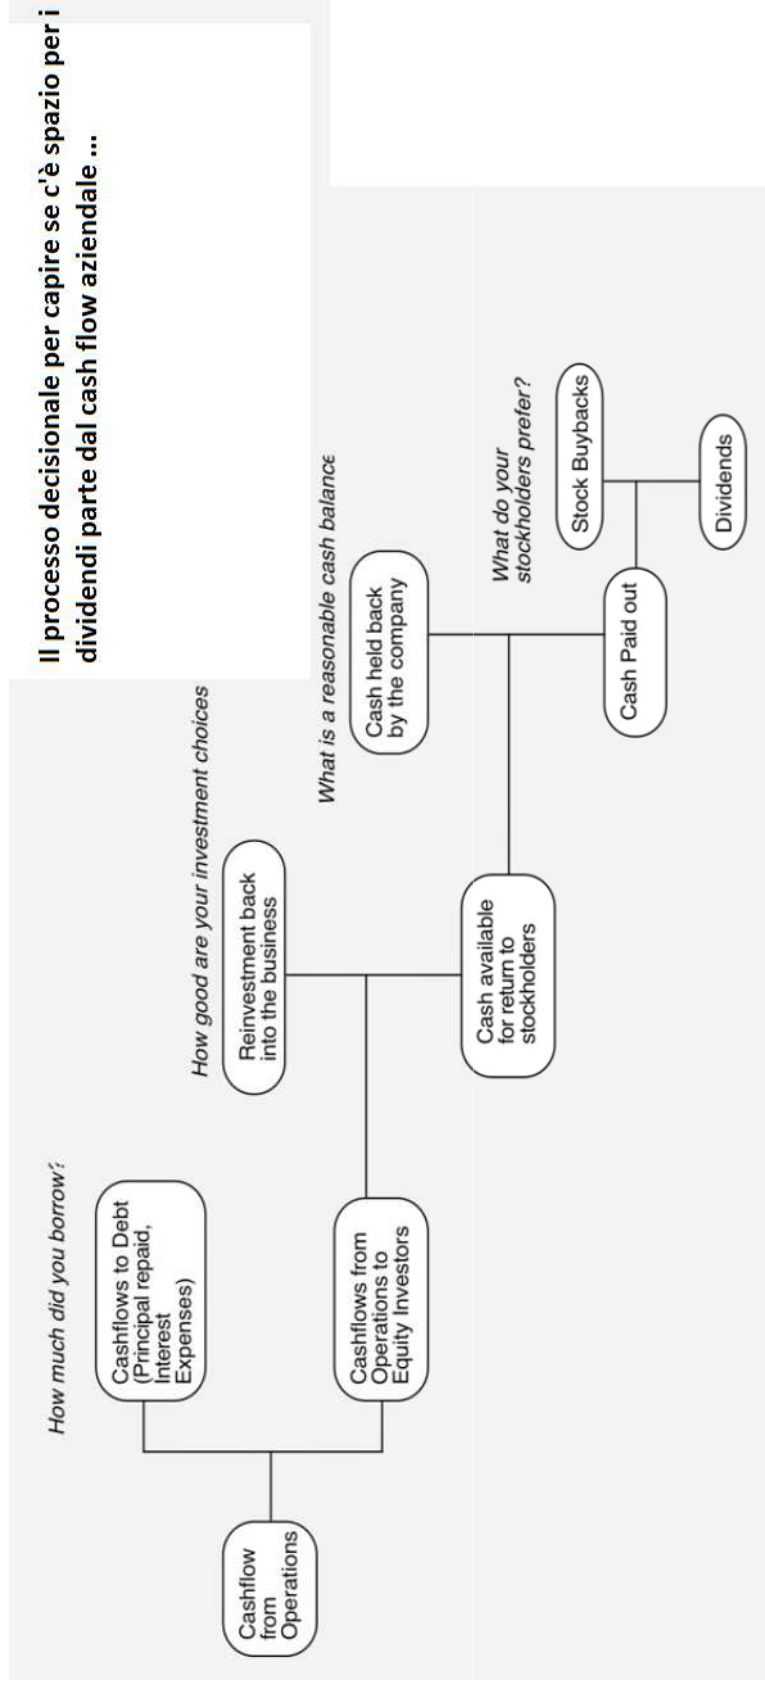 Il processo decisionale per capire se c'è spazio per i
dividendi parte dal cash flow aziendale ...
How much did you borrow?
Cashflows to Debt
(Principal repaid,
Interest
Expenses)
How good are your investment choices
Reinvestment back
into the business
What is a reasonable cash balance
Cash held back
by the company
Cashflow
from
Operations
Cashflows from
Operations to
Equity Investors
Cash available
for return to
stockholders
What do your
stockholders prefer?
Stock Buybacks
Cash Paid out
Dividends